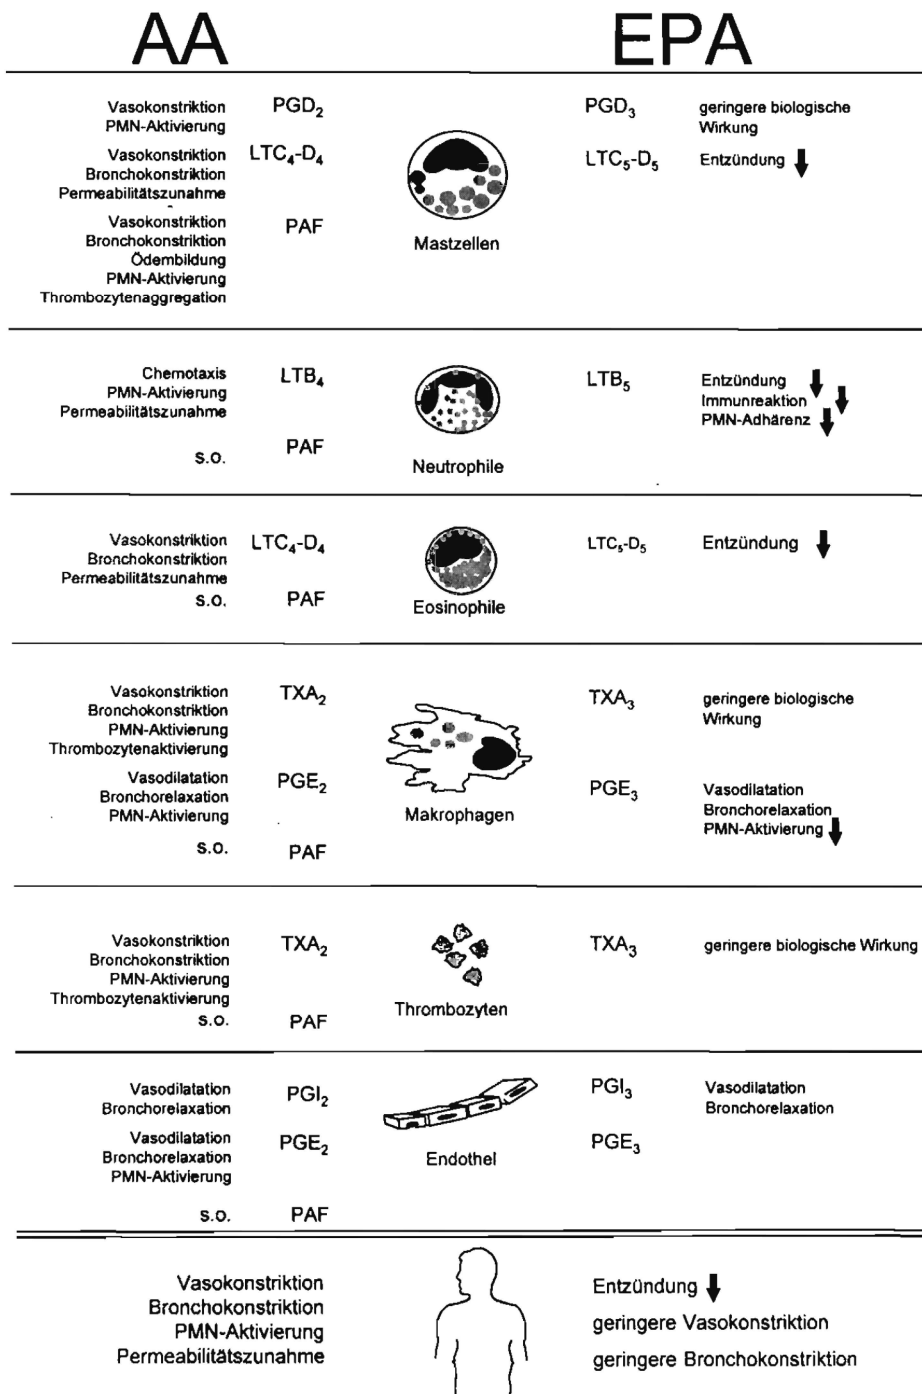 AA EPA
Vasokonstriktion PGD2 PGD3 geringere biologische
PMN-Aktivierung Wirkung
Vasokonstriktion LTC4-D4 LTC5-D5 Entzündung ↓
Bronchokonstriktion
Permeabilitätszunahme
Vasokonstriktion PAF
Bronchokonstriktion Mastzellen
Ödembildung
PMN-Aktivierung
Thrombozytenaggregation
Chemotaxis LTB4 LTB5 Entzündung ↓
PMN-Aktivierung Immunreaktion ↓
Permeabilitätszunahme PMN-Adhärenz ↓
s.o. PAF Neutrophile
Vasokonstriktion LTC4-D4 LTC5-D5 Entzündung ↓
Bronchokonstriktion
Permeabilitätszunahme
s.o. PAF Eosinophile
Vasokonstriktion TXA2 TXA3 geringere biologische
Bronchokonstriktion Wirkung
PMN-Aktivierung
Thrombozytenaktivierung
Vasodilatation PGE2 PGE3 Vasodilatation
Bronchorelaxation Makrophagen Bronchorelaxation
PMN-Aktivierung PMN-Aktivierung ↓
s.o. PAF
Vasokonstriktion TXA2 TXA3 geringere biologische Wirkung
Bronchokonstriktion
PMN-Aktivierung
Thrombozytenaktivierung Thrombozyten
s.o. PAF
Vasodilatation PGI2 PGI3 Vasodilatation
Bronchorelaxation Bronchorelaxation
Vasodilatation PGE2 PGE3
Bronchorelaxation Endothel
PMN-Aktivierung
s.o. PAF
Vasokonstriktion Entzündung ↓
Bronchokonstriktion
PMN-Aktivierung geringere Vasokonstriktion
Permeabilitätszunahme geringere Bronchokonstriktion